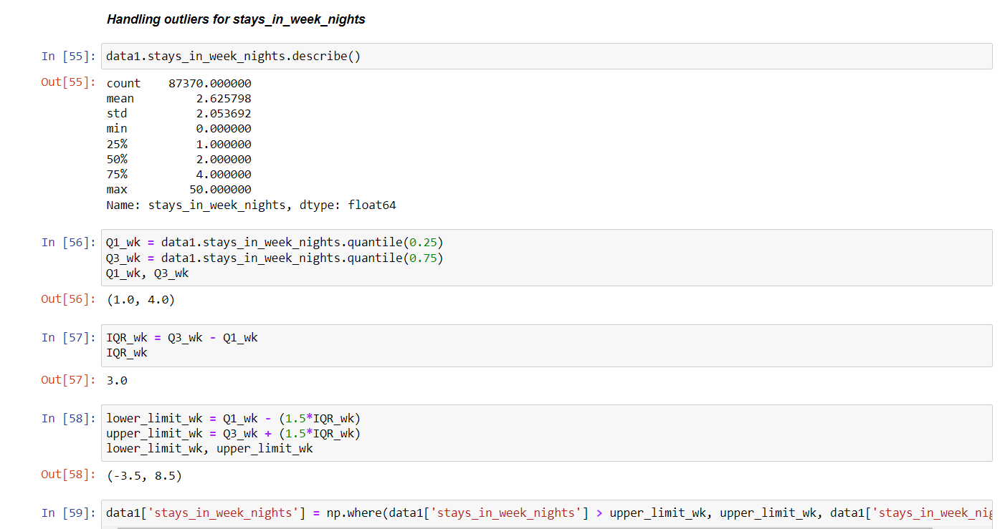 Handling outliers for stays_in_week_nights
In [55]: data1.stays_in_week_nights.describe()
Out[55]: count    87370.000000
mean         2.625798
std          2.053692
min          0.000000
25%          1.000000
50%          2.000000
75%          4.000000
max         50.000000
Name: stays_in_week_nights, dtype: float64
In [56]: Q1_wk = data1.stays_in_week_nights.quantile(0.25)
Q3_wk = data1.stays_in_week_nights.quantile(0.75)
Q1_wk, Q3_wk
Out[56]: (1.0, 4.0)
In [57]: IQR_wk = Q3_wk - Q1_wk
IQR_wk
Out[57]: 3.0
In [58]: lower_limit_wk = Q1_wk - (1.5*IQR_wk)
upper_limit_wk = Q3_wk + (1.5*IQR_wk)
lower_limit_wk, upper_limit_wk
Out[58]: (-3.5, 8.5)
In [59]: data1['stays_in_week_nights'] = np.where(data1['stays_in_week_nights'] > upper_limit_wk, upper_limit_wk, data1['stays_in_week_nig